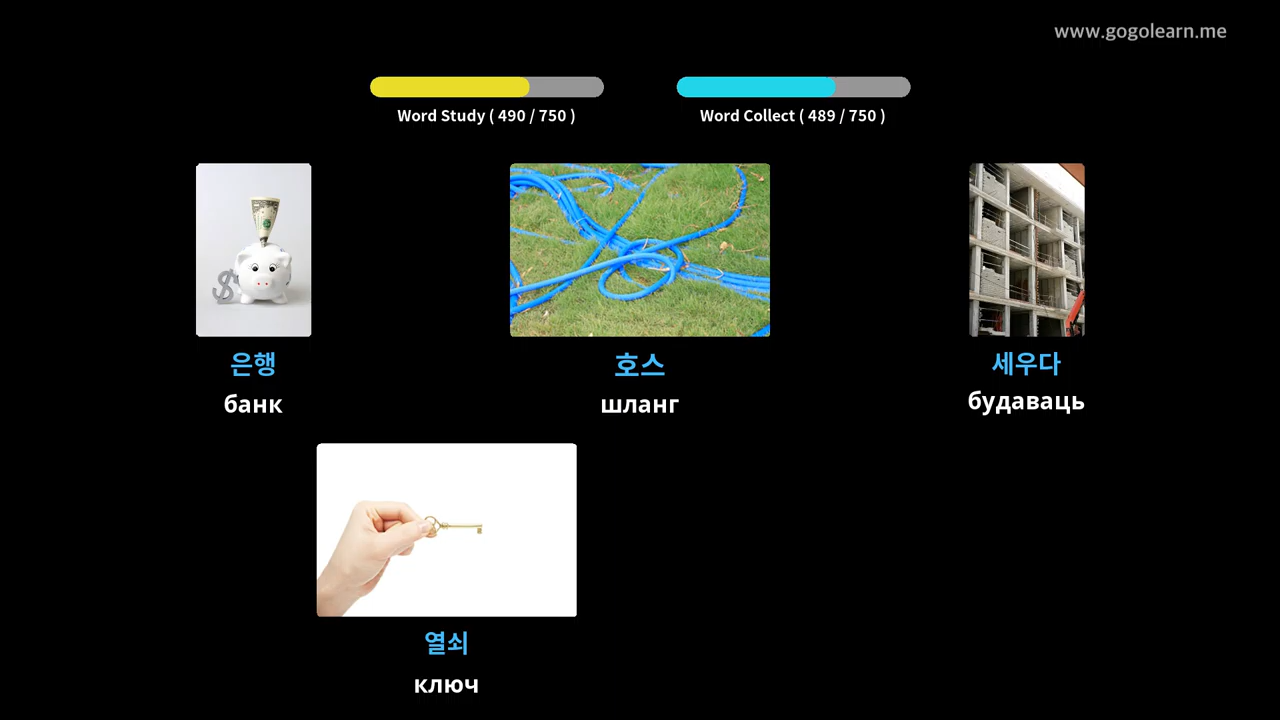 www.gogolearn.me
Word Study ( 490 / 750 )
Word Collect ( 489 / 750 )
은행
банк
호스
шланг
세우다
будаваць
열쇠
ключ